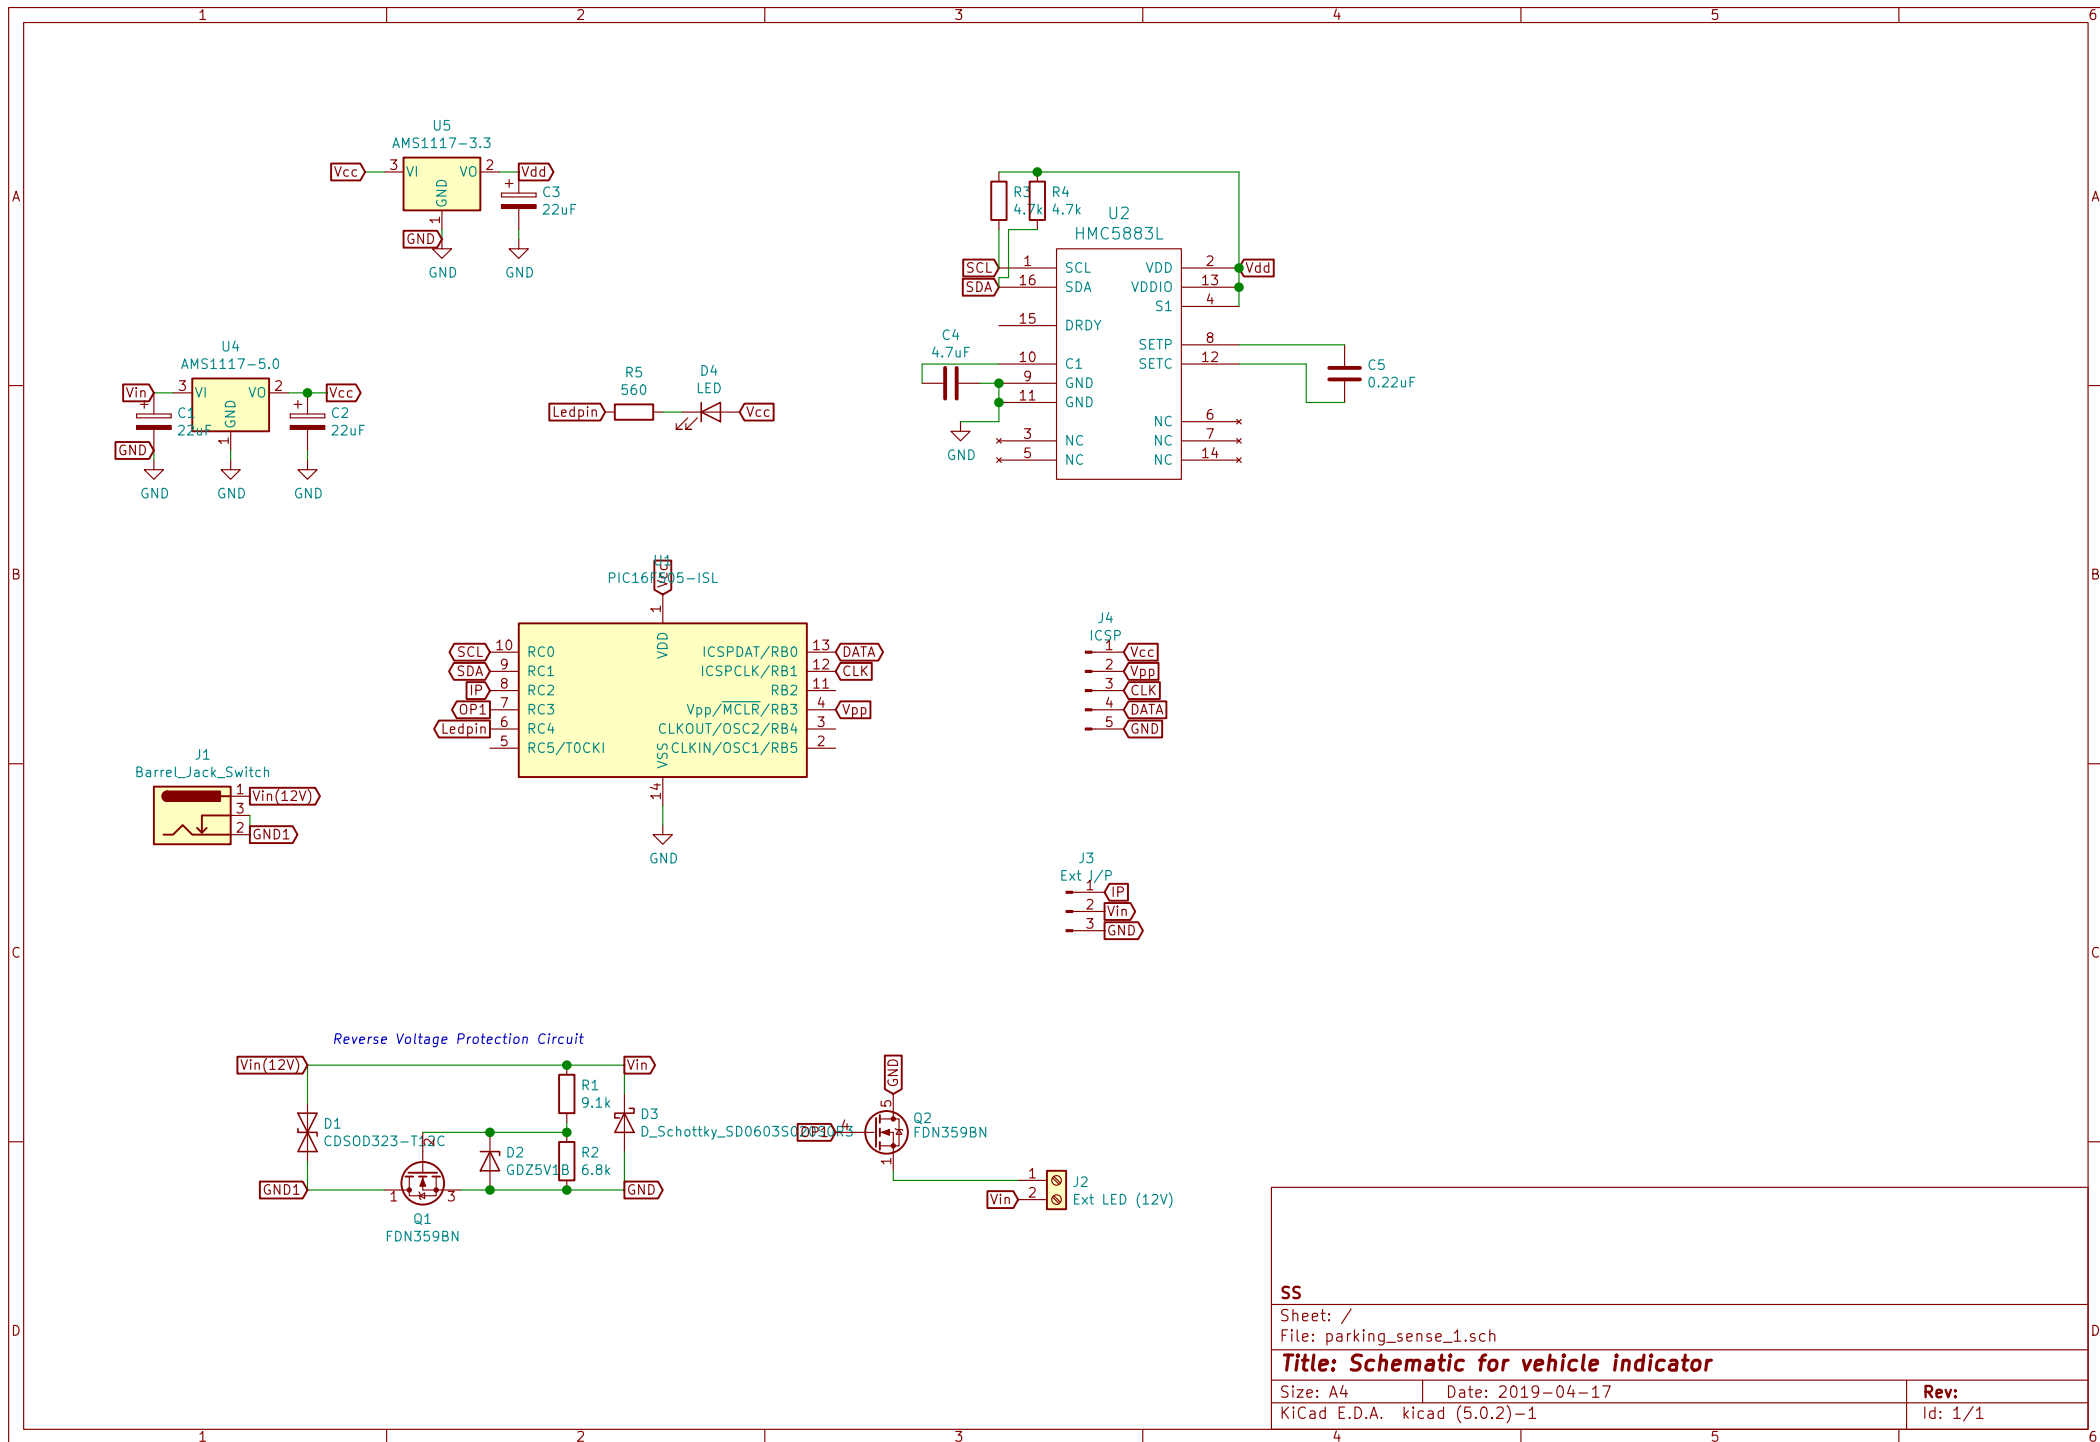 1 2 3 4 5 6
A
B
C
D
A
B
C
D
U5
AMS1117-3.3
Vcc
3 VI VO 2
Vdd
GND
1
GND
GND
+
C3
22uF
GND
R3
4.7k
R4
4.7k
U2
HMC5883L
SCL 1 SCL VDD 2 Vdd
SDA 16 SDA VDDIO 13
S1 4
15 DRDY
SETP 8
10 C1 SETC 12
9 GND
11 GND
NC 6
3 NC NC 7
5 NC NC 14
C4
4.7uF
GND
C5
0.22uF
U4
AMS1117-5.0
Vin
3 VI VO 2
Vcc
GND
1
+
C1
22uF
GND
GND
GND
+
C2
22uF
GND
R5
560
Ledpin
D4
LED
Vcc
U1
PIC16F505-ISL
Vcc
1
VDD
SCL 10 RC0 ICSPDAT/RB0 13 DATA
SDA 9 RC1 ICSPCLK/RB1 12 CLK
IP 8 RC2 RB2 11
OP1 7 RC3 Vpp/MCLR/RB3 4 Vpp
Ledpin 6 RC4 CLKOUT/OSC2/RB4 3
5 RC5/T0CKI CLKIN/OSC1/RB5 2
VSS
14
GND
J4
ICSP
1 Vcc
2 Vpp
3 CLK
4 DATA
5 GND
J1
Barrel_Jack_Switch
1 Vin(12V)
3
2 GND1
J3
Ext I/P
1 IP
2 Vin
3 GND
Reverse Voltage Protection Circuit
Vin(12V)
Vin
R1
9.1k
D1
CDSOD323-T12C
D3
D_Schottky_SD0603S020S0R3
2
D2
GDZ5V1B
R2
6.8k
GND1
1 3
GND
Q1
FDN359BN
GND
5
OP1 4
Q2
FDN359BN
1
1
2
Vin
J2
Ext LED (12V)
SS
Sheet: /
File: parking_sense_1.sch
Title: Schematic for vehicle indicator
Size: A4 Date: 2019-04-17 Rev:
KiCad E.D.A. kicad (5.0.2)-1 Id: 1/1
1 2 3 4 5 6